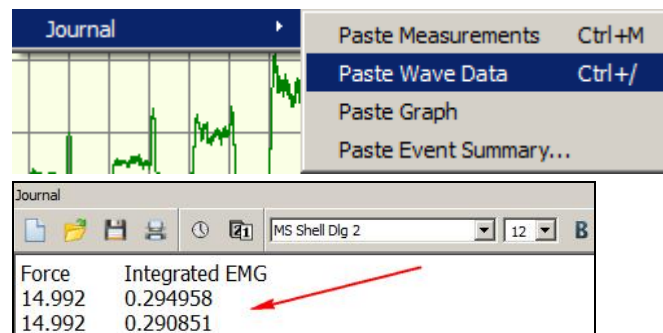 Journal
Paste Measurements Ctrl+M
Paste Wave Data Ctrl+/
Paste Graph
Paste Event Summary...
Journal
MS Shell Dlg 2 12 B
Force Integrated EMG
14.992 0.294958
14.992 0.290851